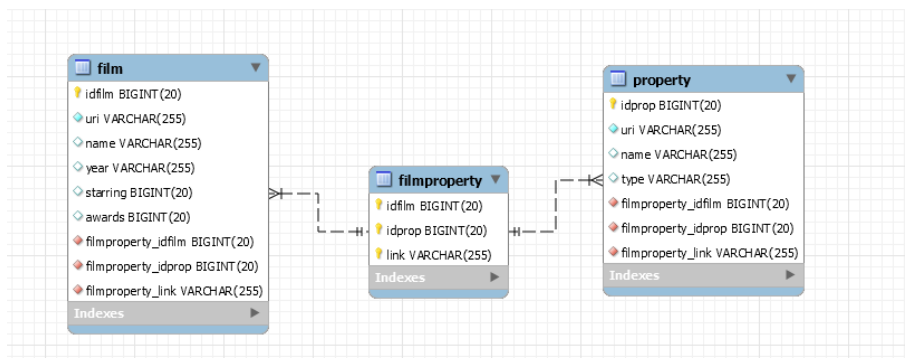 film
idfilm BIGINT(20)
uri VARCHAR(255)
name VARCHAR(255)
year VARCHAR(255)
starring BIGINT(20)
awards BIGINT(20)
filmproperty_idfilm BIGINT(20)
filmproperty_idprop BIGINT(20)
filmproperty_link VARCHAR(255)
Indexes
filmproperty
idfilm BIGINT(20)
idprop BIGINT(20)
link VARCHAR(255)
Indexes
property
idprop BIGINT(20)
uri VARCHAR(255)
name VARCHAR(255)
type VARCHAR(255)
filmproperty_idfilm BIGINT(20)
filmproperty_idprop BIGINT(20)
filmproperty_link VARCHAR(255)
Indexes